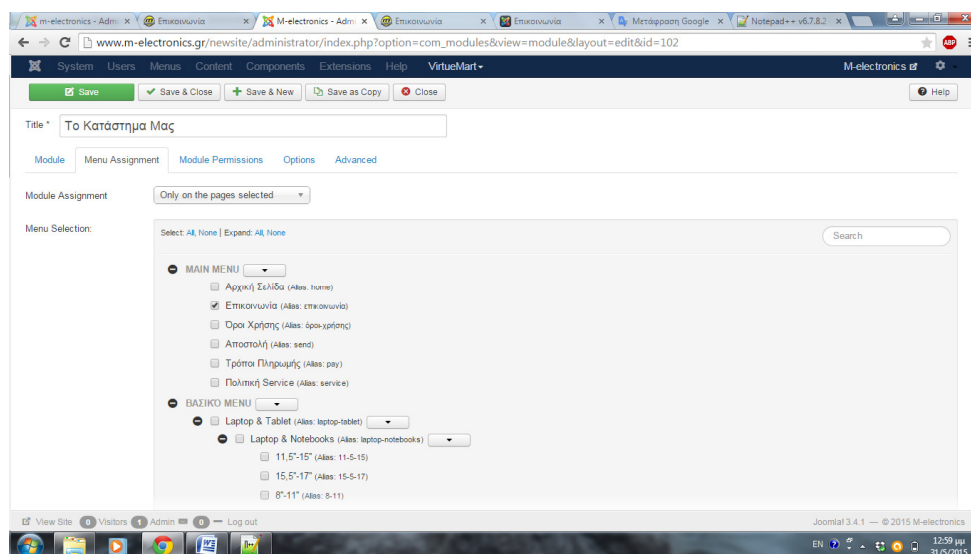 m-electronics - Admi
Επικοινωνία
M-electronics - Admi
Επικοινωνία
Επικοινωνία
Μετάφραση Google
Notepad++ v6.7.8.2
www.m-electronics.gr/newsite/administrator/index.php?option=com_modules&view=module&layout=edit&id=102
ABP
System Users Menus Content Components Extensions Help VirtueMart M-electronics
Save Save & Close Save & New Save as Copy Close Help
Title * Το Κατάστημα Μας
Module Menu Assignment Module Permissions Options Advanced
Module Assignment Only on the pages selected
Menu Selection: Select: All, None | Expand: All, None Search
MAIN MENU
Αρχική Σελίδα (Alias: home)
Επικοινωνία (Alias: επικοινωνία)
Όροι Χρήσης (Alias: όροι-χρήσης)
Αποστολή (Alias: send)
Τρόποι Πληρωμής (Alias: pay)
Πολιτική Service (Alias: service)
ΒΑΣΙΚΌ MENU
Laptop & Tablet (Alias: laptop-tablet)
Laptop & Notebooks (Alias: laptop-notebooks)
11,5"-15" (Alias: 11-5-15)
15,5"-17" (Alias: 15-5-17)
8"-11" (Alias: 8-11)
View Site 0 Visitors 1 Admin 0 Log out Joomla! 3.4.1 — © 2015 M-electronics
EN 12:59 μμ
31/5/2015